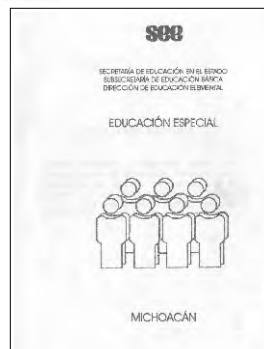 see
SECRETARÍA DE EDUCACIÓN EN EL ESTADO
SUBSECRETARÍA DE EDUCACIÓN BÁSICA
DIRECCIÓN DE EDUCACIÓN ELEMENTAL
EDUCACIÓN ESPECIAL
MICHOACÁN